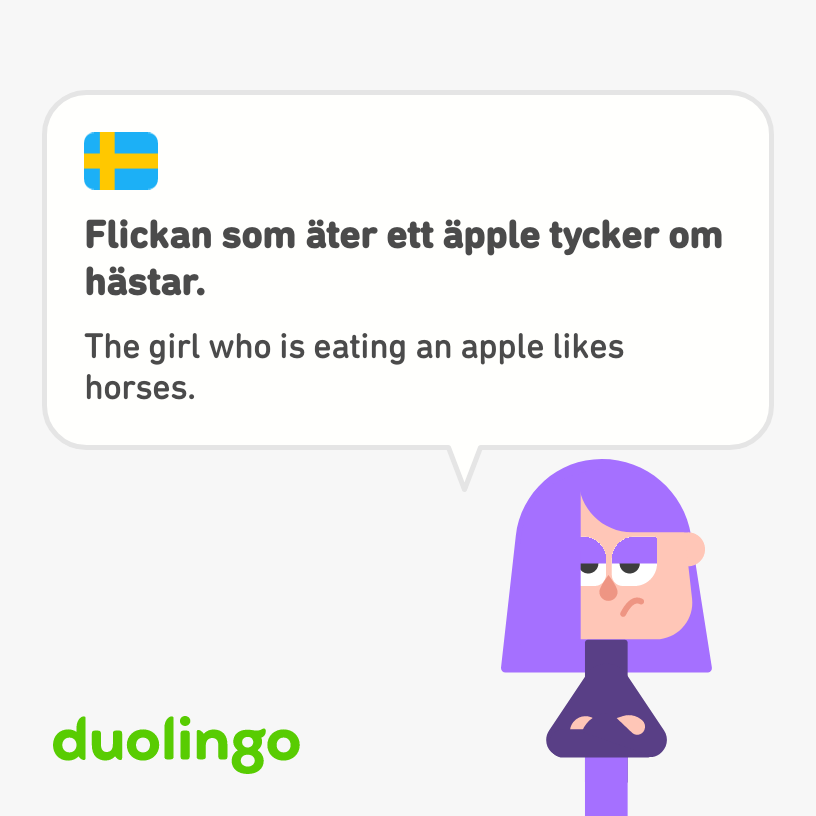 Flickan som äter ett äpple tycker om
hästar.
The girl who is eating an apple likes
horses.
duolingo